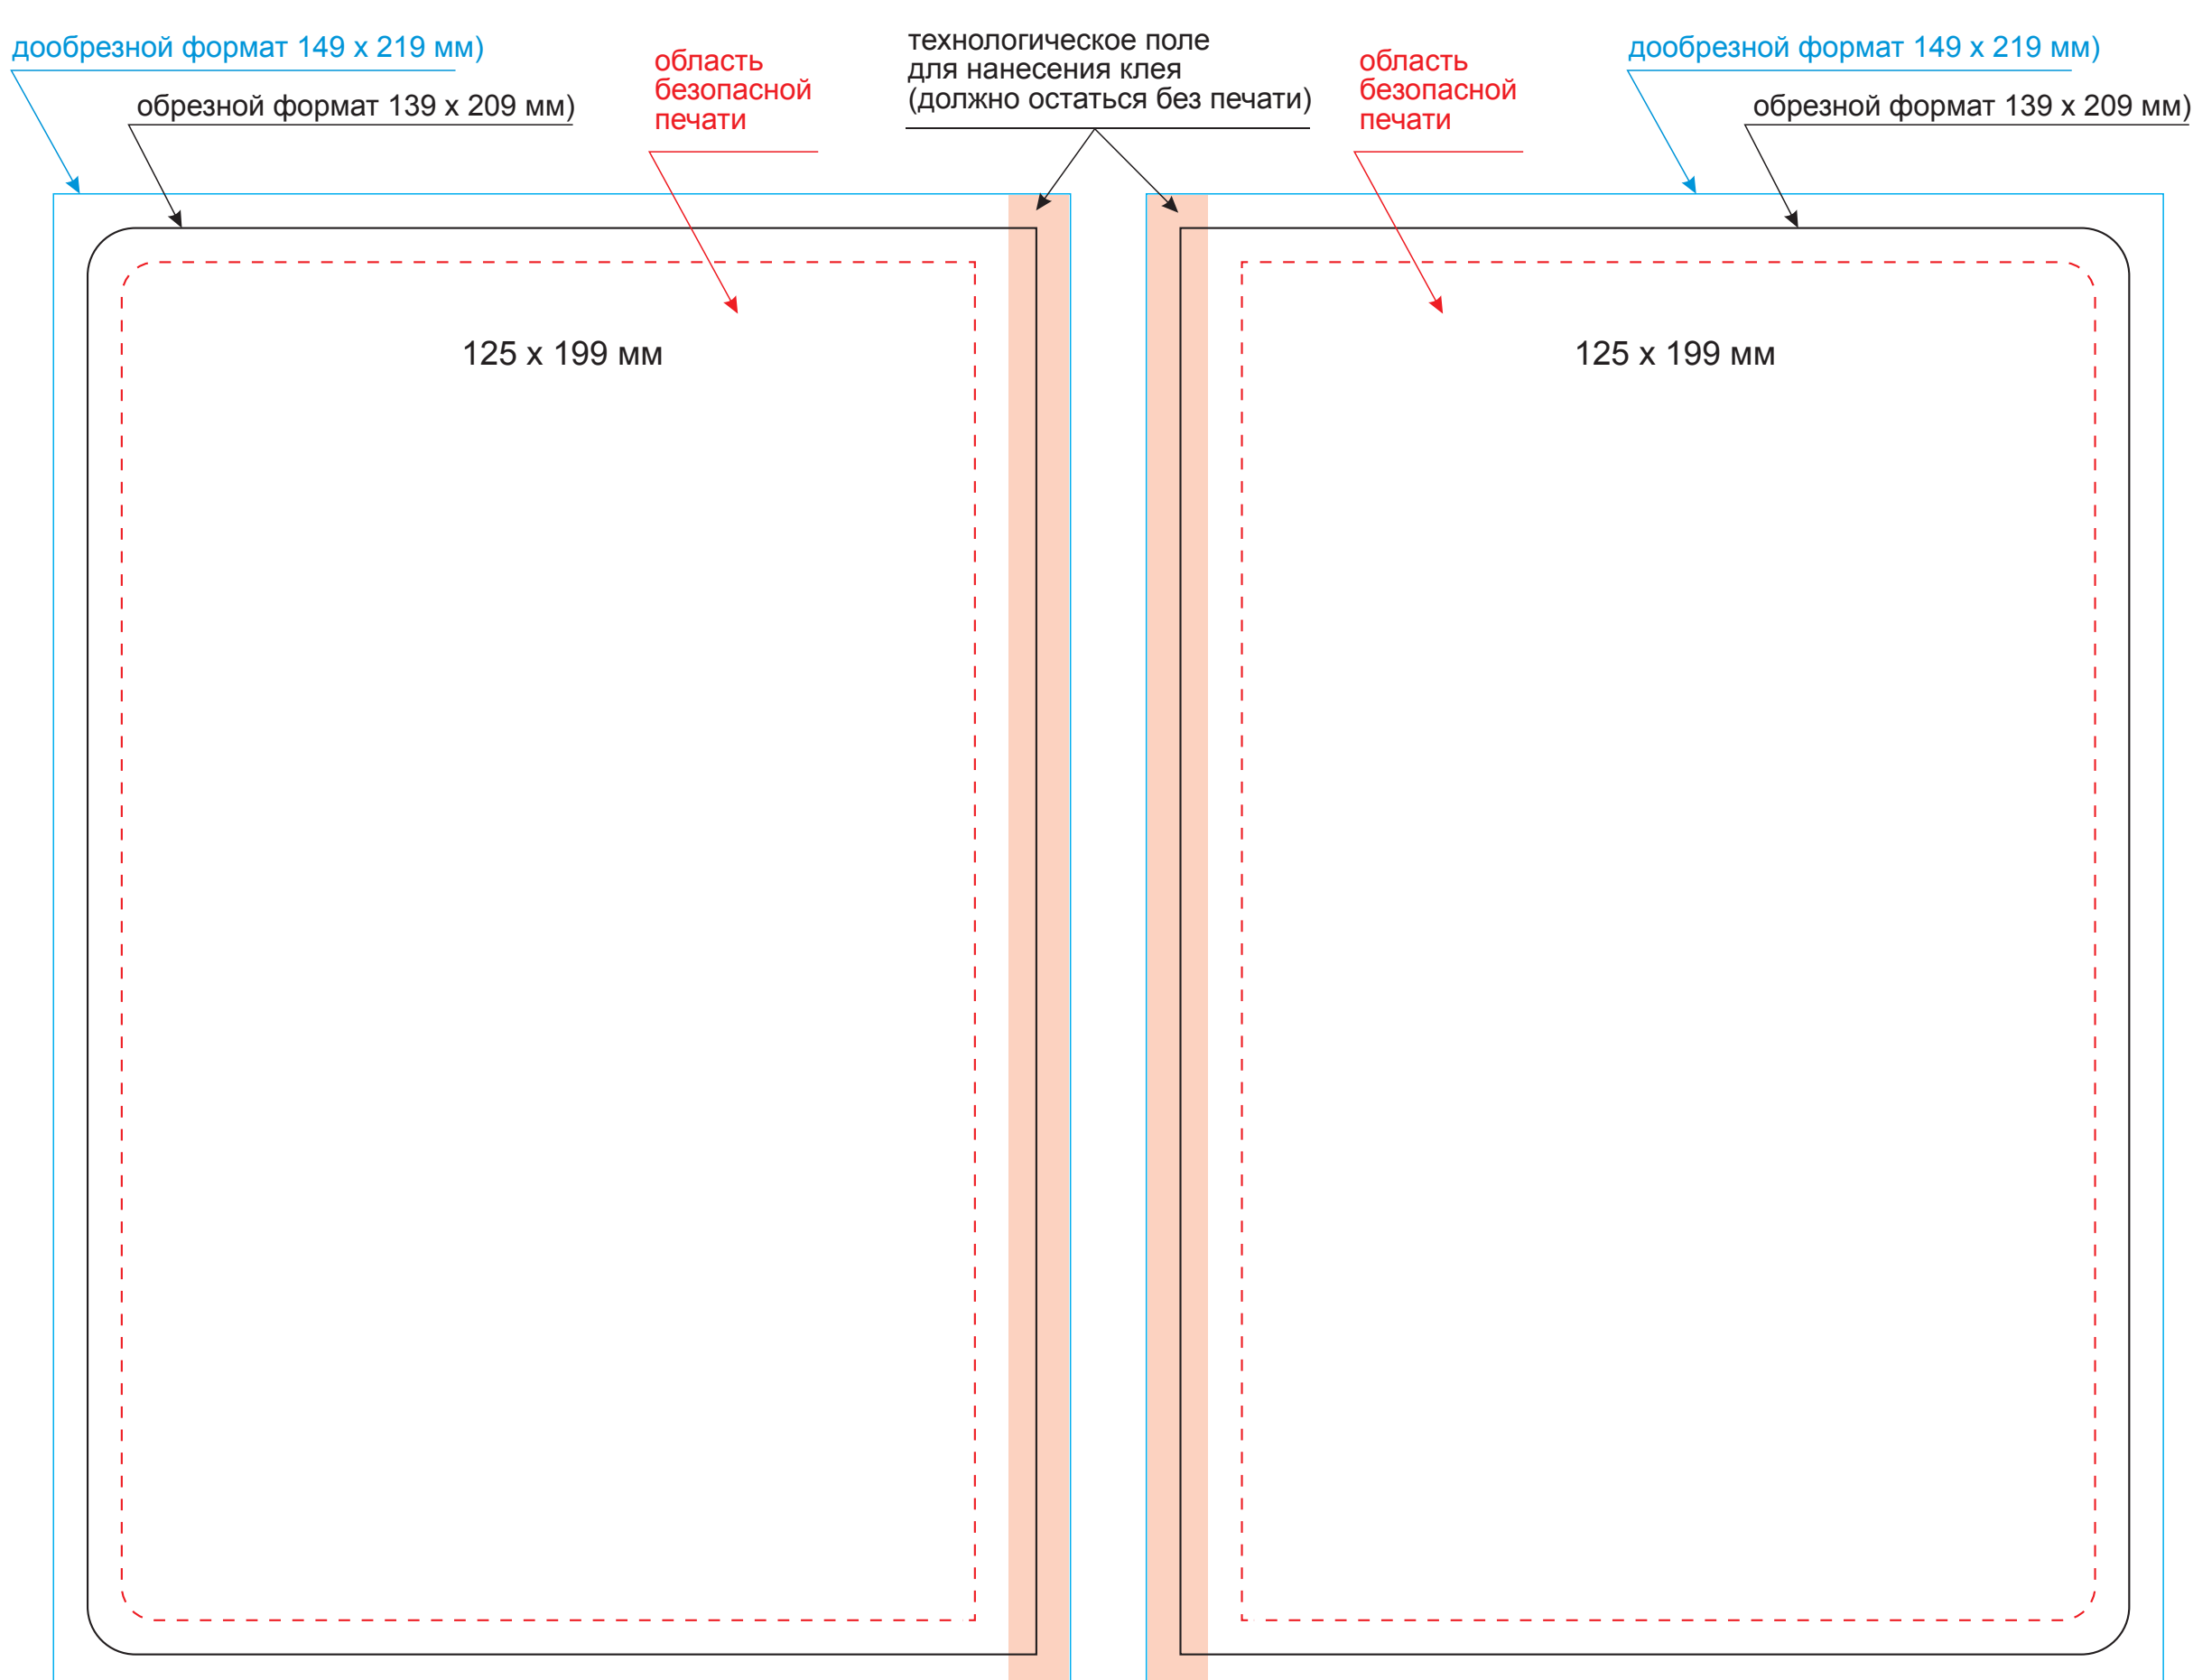 дообрезной формат 149 х 219 мм)
обрезной формат 139 х 209 мм)
область
безопасной
печати
технологическое поле
для нанесения клея
(должно остаться без печати)
область
безопасной
печати
дообрезной формат 149 х 219 мм)
обрезной формат 139 х 209 мм)
125 х 199 мм
125 х 199 мм